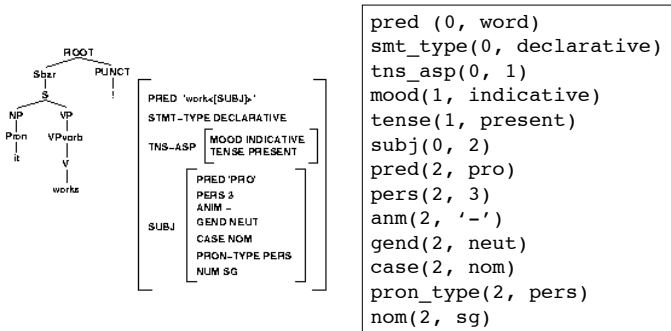 ROOT
Sbar PUNCT
S !
NP VP
Pron VPverb
it V
works
PRED 'work<[SUBJ]>'
STMT-TYPE DECLARATIVE
TNS-ASP
MOOD INDICATIVE
TENSE PRESENT
SUBJ
PRED 'PRO'
PERS 3
ANIM -
GEND NEUT
CASE NOM
PRON-TYPE PERS
NUM SG
pred (0, word)
smt_type(0, declarative)
tns_asp(0, 1)
mood(1, indicative)
tense(1, present)
subj(0, 2)
pred(2, pro)
pers(2, 3)
anm(2, ‘-’)
gend(2, neut)
case(2, nom)
pron_type(2, pers)
nom(2, sg)